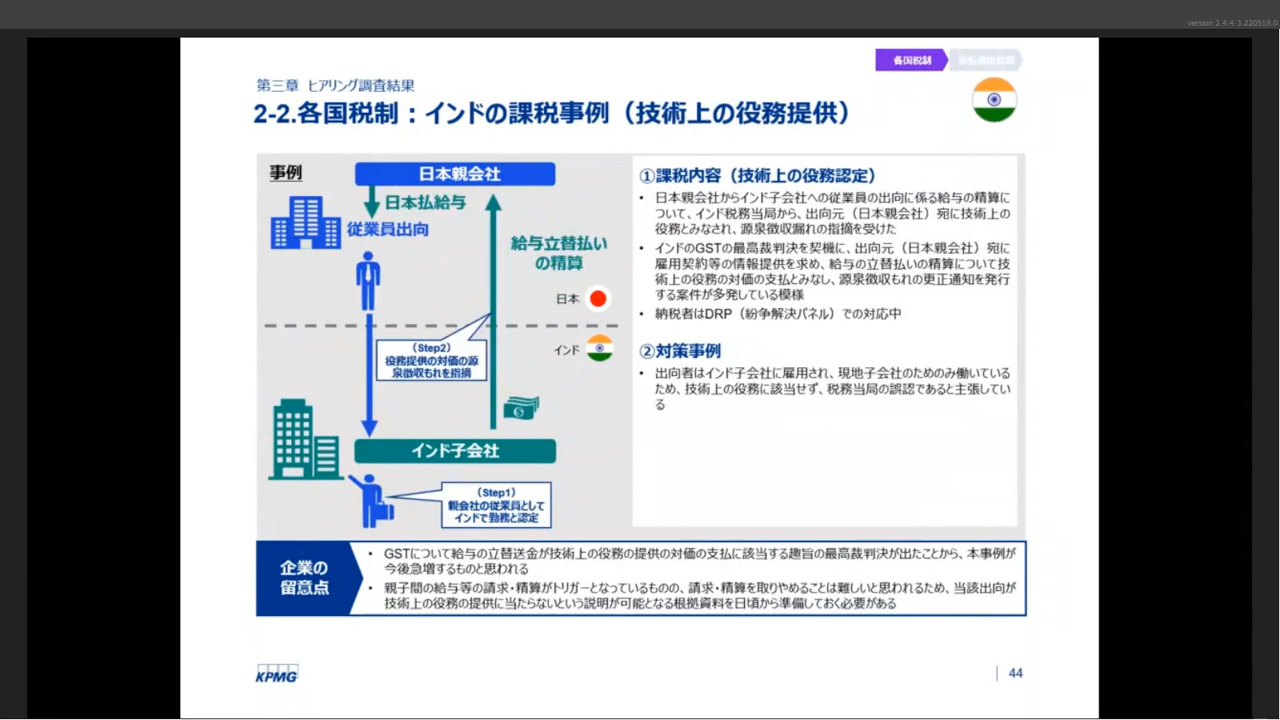 version 2.4.4-3.220518.0
各国税制
第三章 ヒアリング調査結果
2-2.各国税制：インドの課税事例（技術上の役務提供）
事例
日本親会社
日本払給与
従業員出向
給与立替払い
の精算
日本
インド
（Step2）
役務提供の対価の源
泉徴収もれを指摘
インド子会社
（Step1）
親会社の従業員として
インドで勤務と認定
①課税内容（技術上の役務認定）
• 日本親会社からインド子会社への従業員の出向に係る給与の精算に
ついて、インド税務当局から、出向元（日本親会社）宛に技術上の
役務とみなされ、源泉徴収漏れの指摘を受けた
• インドのGSTの最高裁判決を契機に、出向元（日本親会社）宛に
雇用契約等の情報提供を求め、給与の立替払いの精算について技
術上の役務の対価の支払とみなし、源泉徴収もれの更正通知を発行
する案件が多発している模様
• 納税者はDRP（紛争解決パネル）での対応中
②対策事例
• 出向者はインド子会社に雇用され、現地子会社のためのみ働いている
ため、技術上の役務に該当せず、税務当局の誤認であると主張してい
る
企業の
留意点
• GSTについて給与の立替送金が技術上の役務の提供の対価の支払に該当する趣旨の最高裁判決が出たことから、本事例が
今後急増するものと思われる
• 親子間の給与等の請求・精算がトリガーとなっているものの、請求・精算を取りやめることは難しいと思われるため、当該出向が
技術上の役務の提供に当たらないという説明が可能となる根拠資料を日頃から準備しておく必要がある
KPMG
44